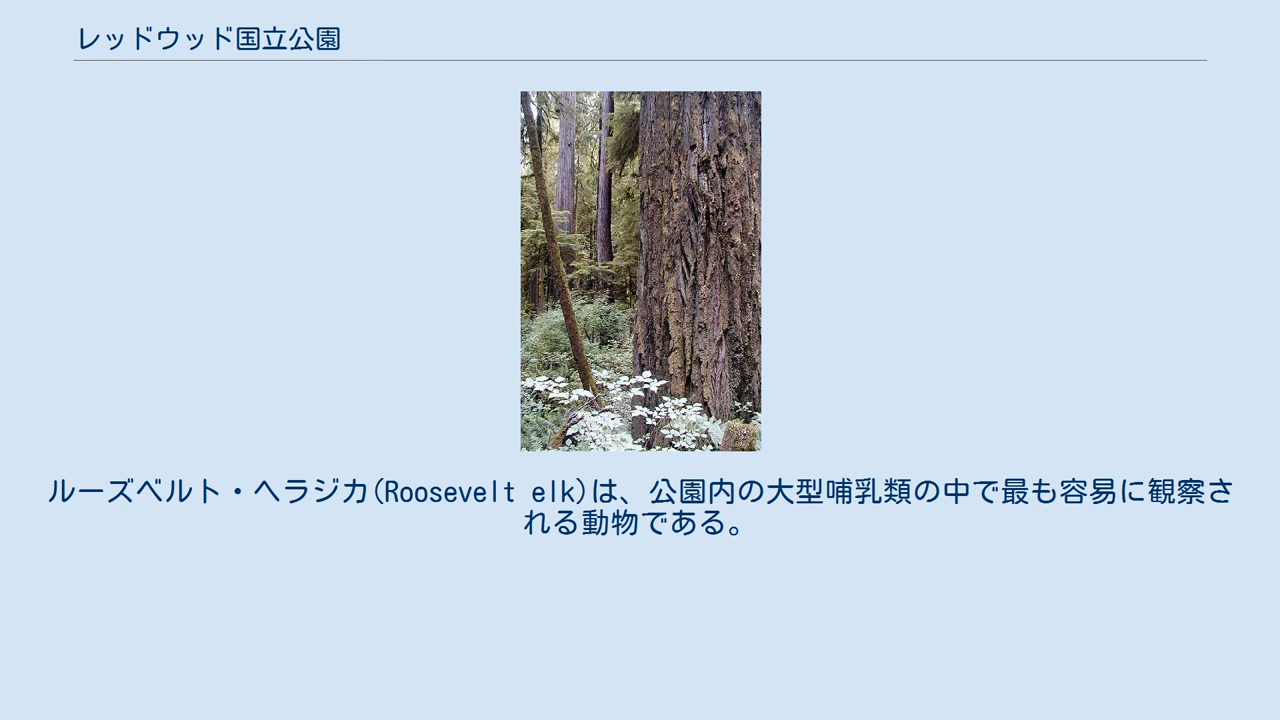 レッドウッド国立公園
ルーズベルト・ヘラジカ(Roosevelt elk)は、公園内の大型哺乳類の中で最も容易に観察さ
れる動物である。